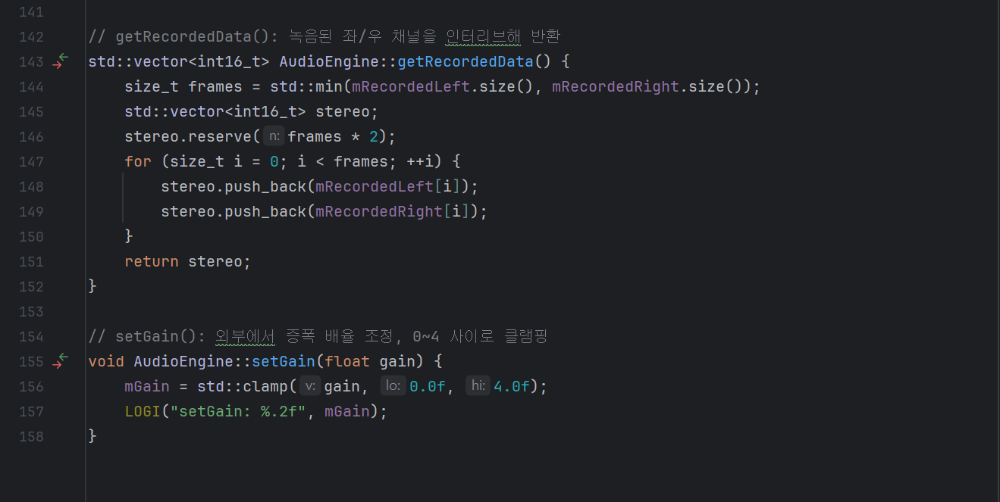 141
142 // getRecordedData(): 녹음된 좌/우 채널을 인터리브해 반환
143 std::vector<int16_t> AudioEngine::getRecordedData() {
144 size_t frames = std::min(mRecordedLeft.size(), mRecordedRight.size());
145 std::vector<int16_t> stereo;
146 stereo.reserve( n: frames * 2);
147 for (size_t i = 0; i < frames; ++i) {
148 stereo.push_back(mRecordedLeft[i]);
149 stereo.push_back(mRecordedRight[i]);
150 }
151 return stereo;
152 }
153
154 // setGain(): 외부에서 증폭 배율 조정, 0~4 사이로 클램핑
155 void AudioEngine::setGain(float gain) {
156 mGain = std::clamp( v: gain, lo: 0.0f, hi: 4.0f);
157 LOGI("setGain: %.2f", mGain);
158 }